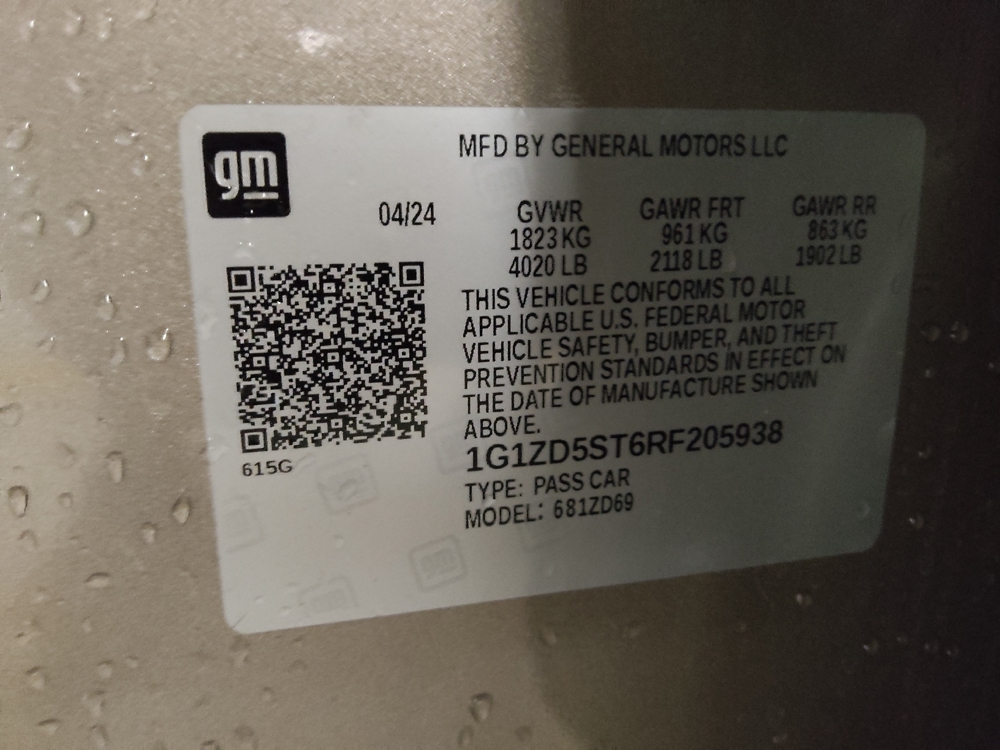 gm
MFD BY GENERAL MOTORS LLC
04/24
GVWR GAWR FRT GAWR RR
1823 KG 961 KG 863 KG
4020 LB 2118 LB 1902 LB
THIS VEHICLE CONFORMS TO ALL
APPLICABLE U.S. FEDERAL MOTOR
VEHICLE SAFETY, BUMPER, AND THEFT
PREVENTION STANDARDS IN EFFECT ON
THE DATE OF MANUFACTURE SHOWN
ABOVE.
1G1ZD5ST6RF205938
TYPE: PASS CAR
MODEL: 681ZD69
615G